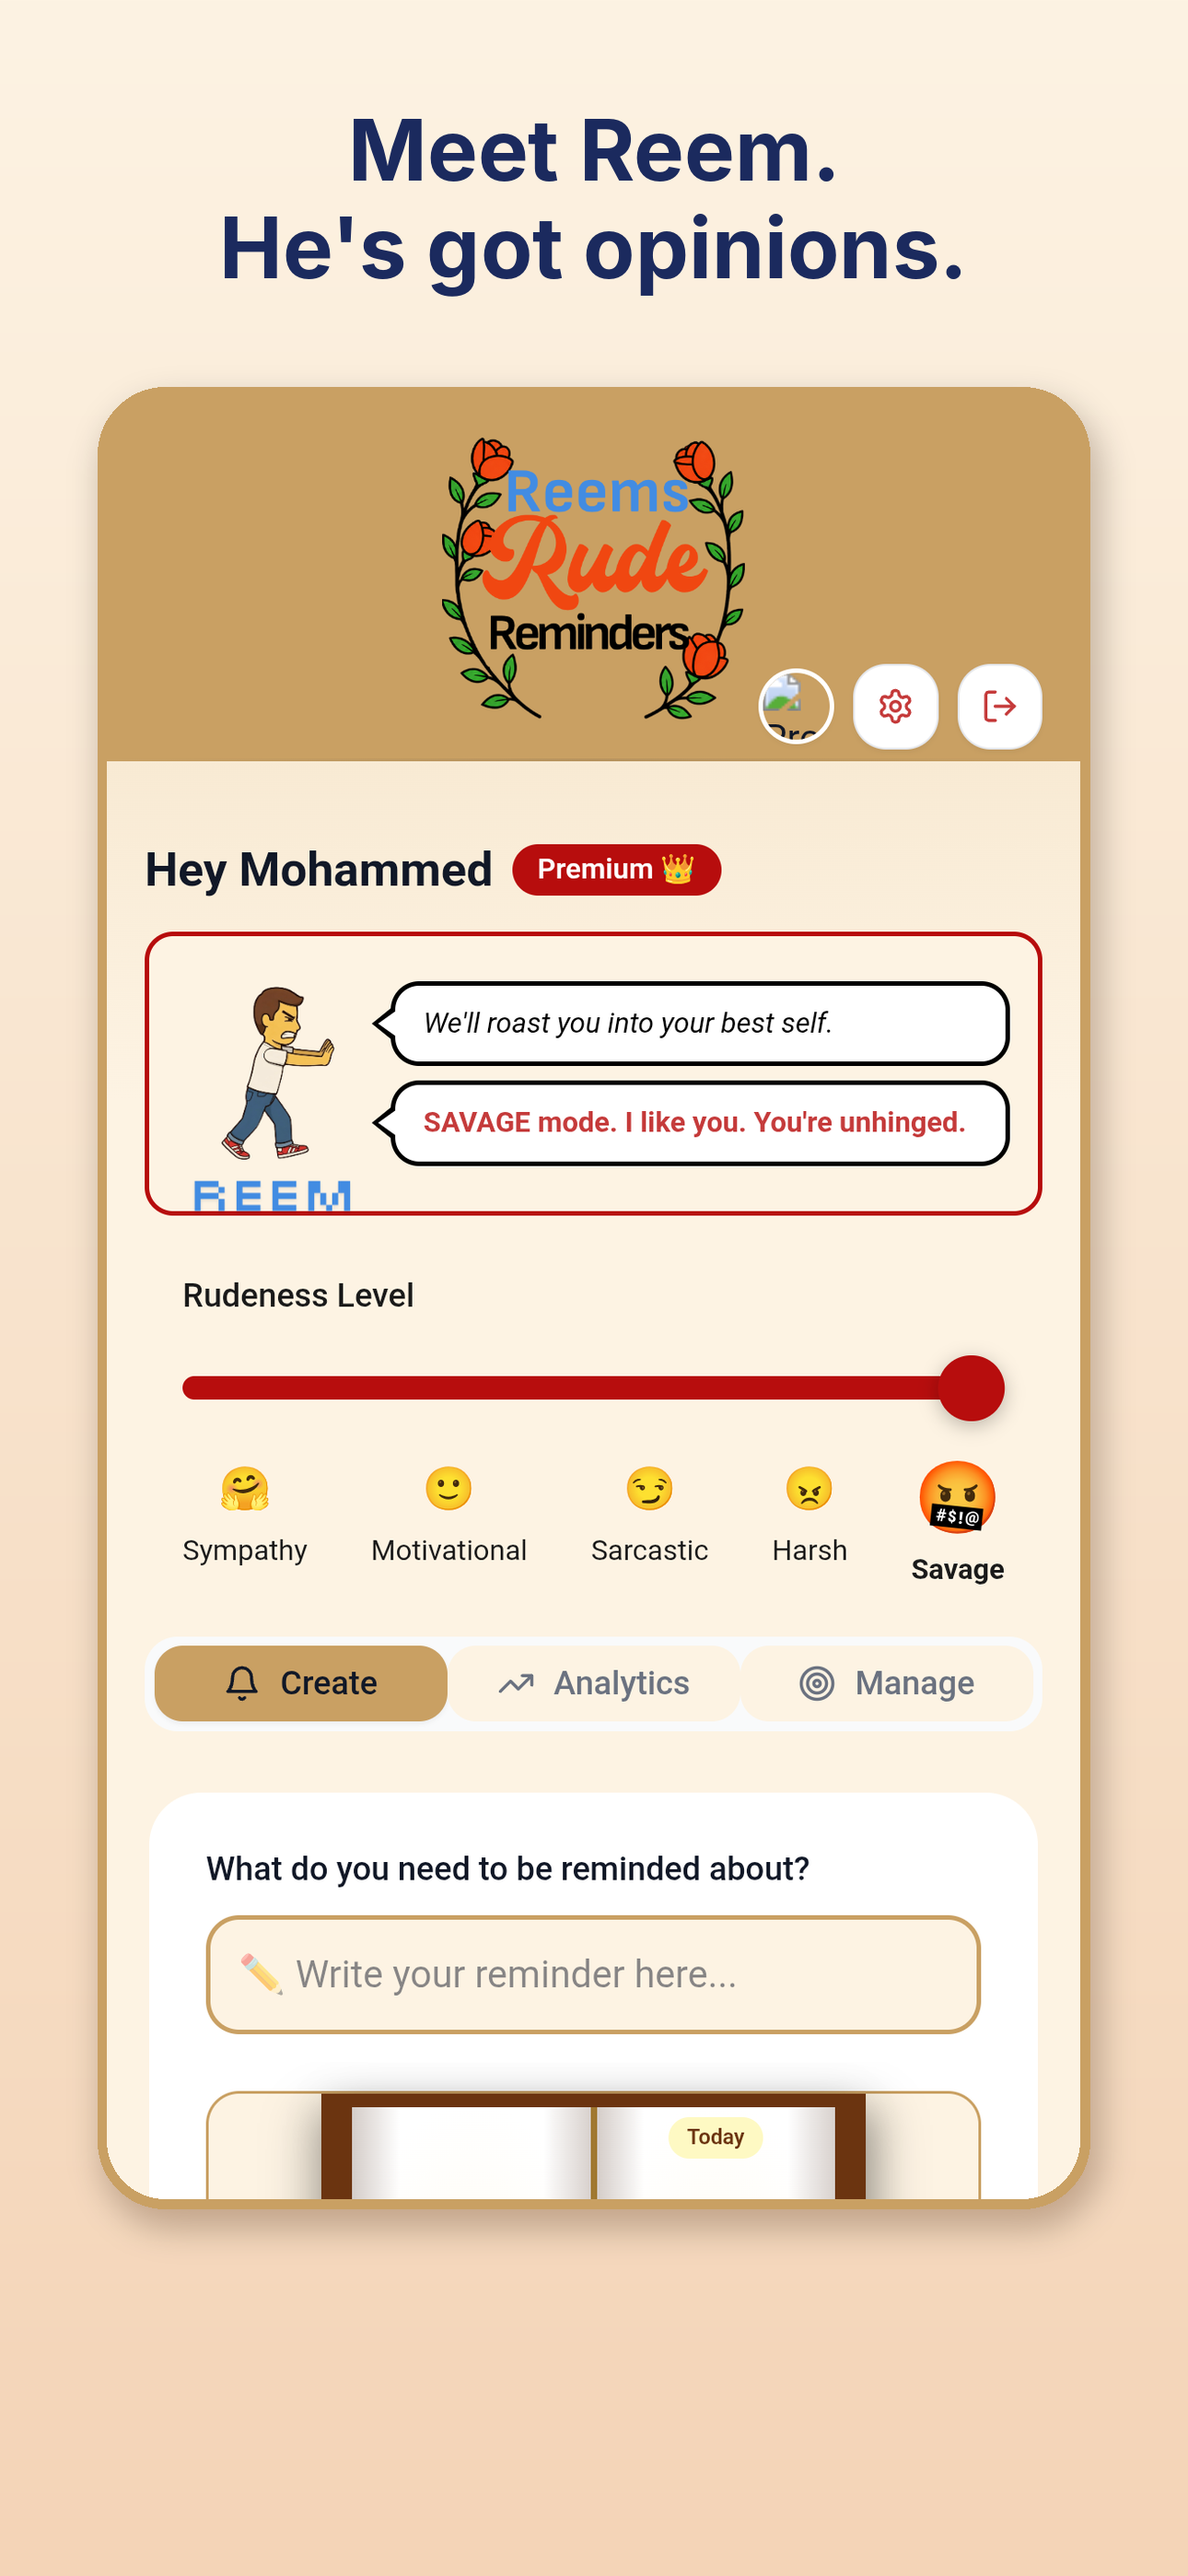 Meet Reem.
He's got opinions.
Reems
Rude
Reminders
Hey Mohammed
Premium 👑
We'll roast you into your best self.
SAVAGE mode. I like you. You're unhinged.
REEM
Rudeness Level
#$!@
Sympathy
Motivational
Sarcastic
Harsh
Savage
Create
Analytics
Manage
What do you need to be reminded about?
✏️ Write your reminder here...
Today